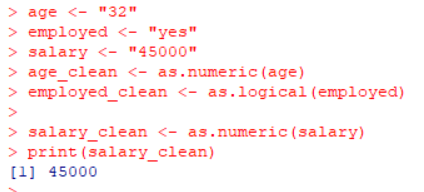 > age <- "32"
> employed <- "yes"
> salary <- "45000"
> age_clean <- as.numeric(age)
> employed_clean <- as.logical(employed)
>
> salary_clean <- as.numeric(salary)
> print(salary_clean)
[1] 45000
>